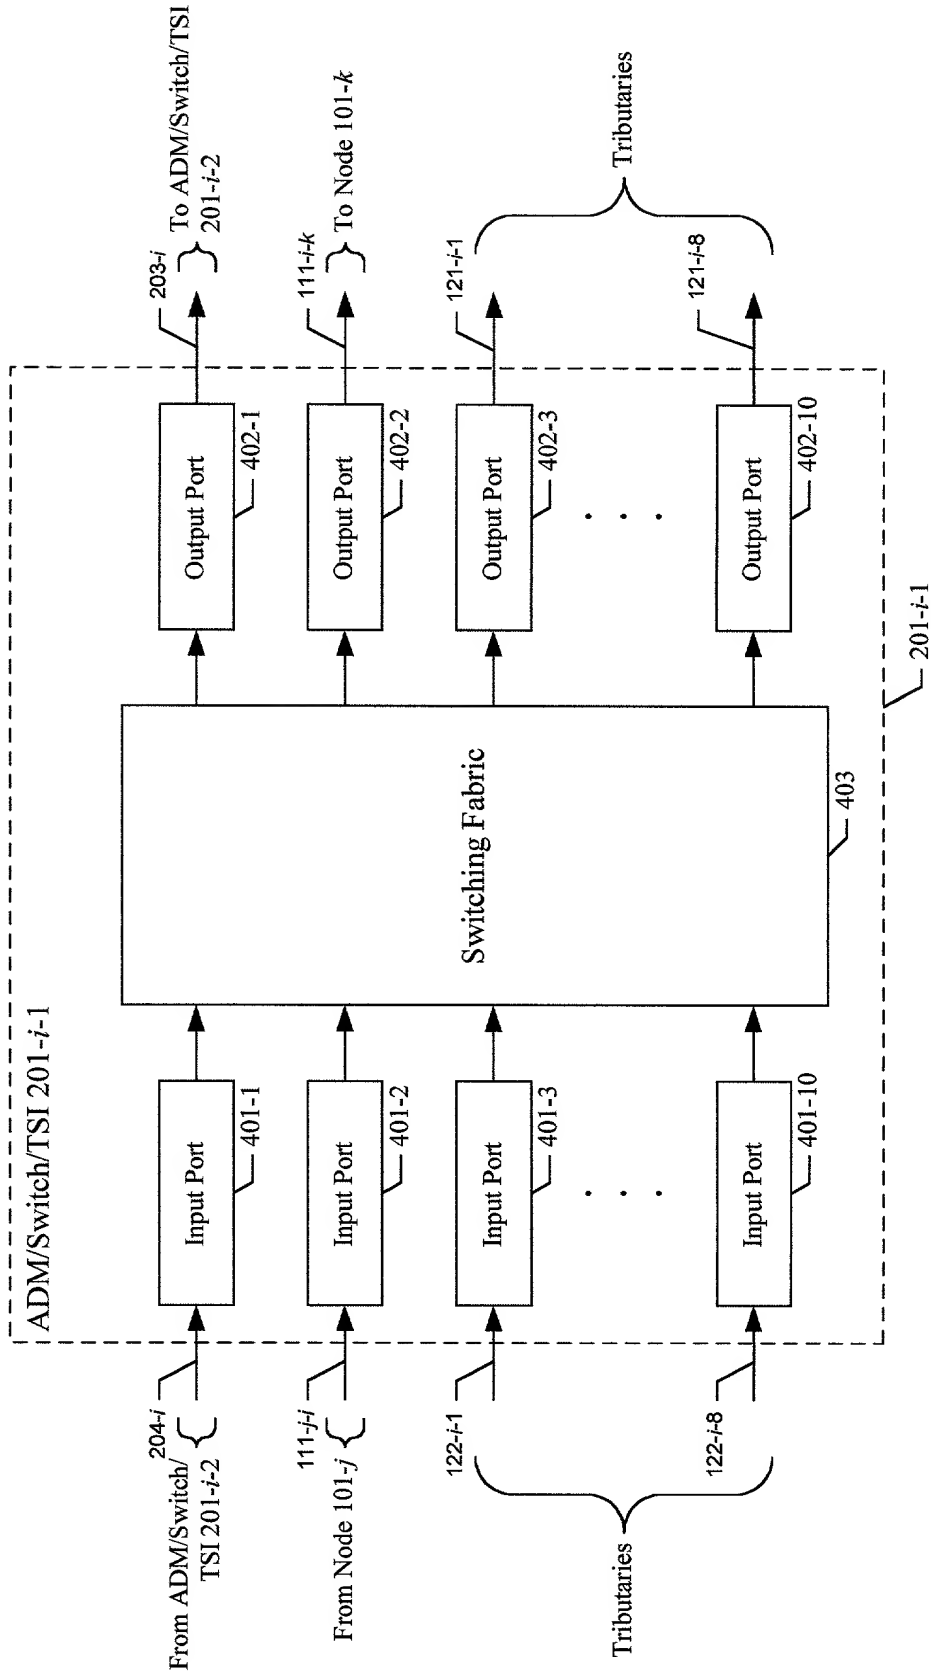 ADM/Switch/TSI 201-i-1
From ADM/Switch/
TSI 201-i-2
204-i
Input Port
401-1
Output Port
402-1
203-i
To ADM/Switch/TSI
201-i-2
From Node 101-j
111-j-i
Input Port
401-2
Output Port
402-2
111-i-k
To Node 101-k
Switching Fabric
403
Tributaries
122-i-1
Input Port
401-3
Output Port
402-3
121-i-1
Tributaries
. . .
. . .
122-i-8
Input Port
401-10
Output Port
402-10
121-i-8
201-i-1